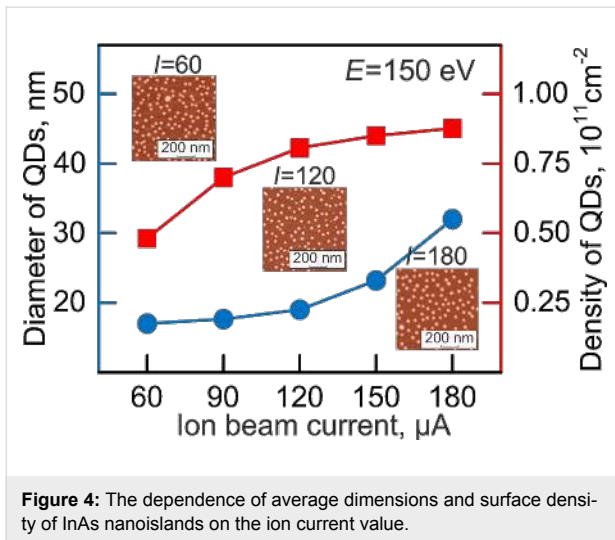 I=60
E=150 eV
50
40
30
20
Diameter of QDs, nm
200 nm
I=120
200 nm
I=180
200 nm
1.00
0.75
0.50
0.25
Density of QDs, 10¹¹cm⁻²
60 90 120 150 180
Ion beam current, µA
Figure 4: The dependence of average dimensions and surface densi-
ty of InAs nanoislands on the ion current value.